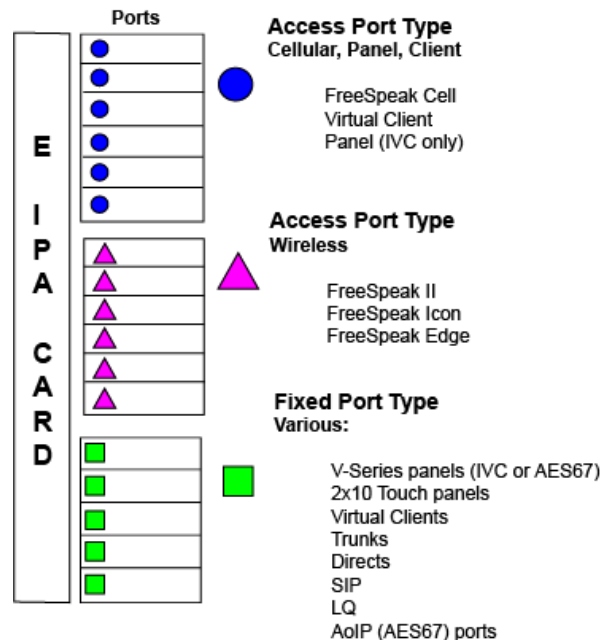 Ports
E IPA CARD
Access Port Type
Cellular, Panel, Client
FreeSpeak Cell
Virtual Client
Panel (IVC only)
Access Port Type
Wireless
FreeSpeak II
FreeSpeak Icon
FreeSpeak Edge
Fixed Port Type
Various:
V-Series panels (IVC or AES67)
2x10 Touch panels
Virtual Clients
Trunks
Directs
SIP
LQ
AoIP (AES67) ports